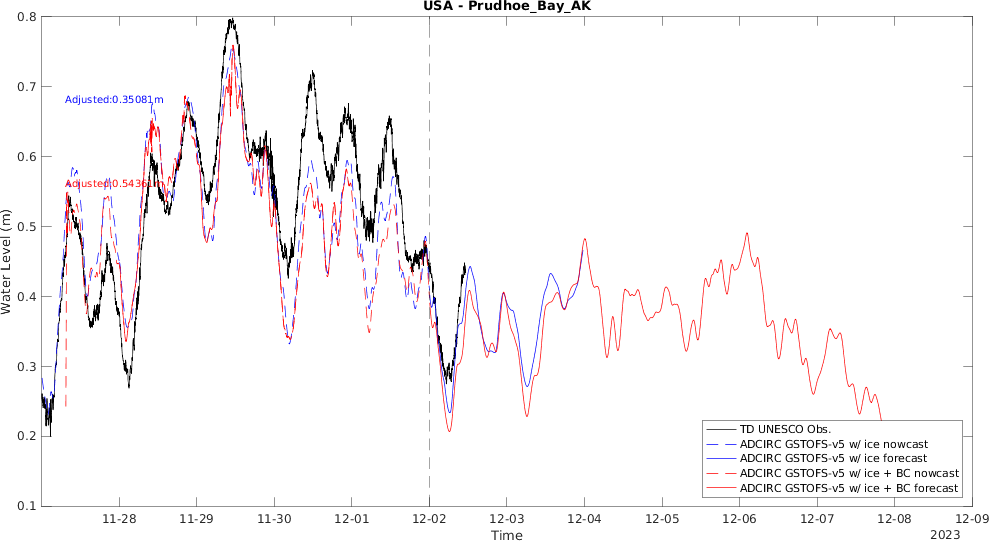 USA - Prudhoe_Bay_AK
0.8
0.7
0.6
0.5
0.4
0.3
0.2
0.1
Water Level (m)
Adjusted:0.35081m
Adjusted:0.54361m
TD UNESCO Obs.
ADCIRC GSTOFS-v5 w/ ice nowcast
ADCIRC GSTOFS-v5 w/ ice forecast
ADCIRC GSTOFS-v5 w/ ice + BC nowcast
ADCIRC GSTOFS-v5 w/ ice + BC forecast
11-28 11-29 11-30 12-01 12-02 12-03 12-04 12-05 12-06 12-07 12-08 12-09
Time
2023